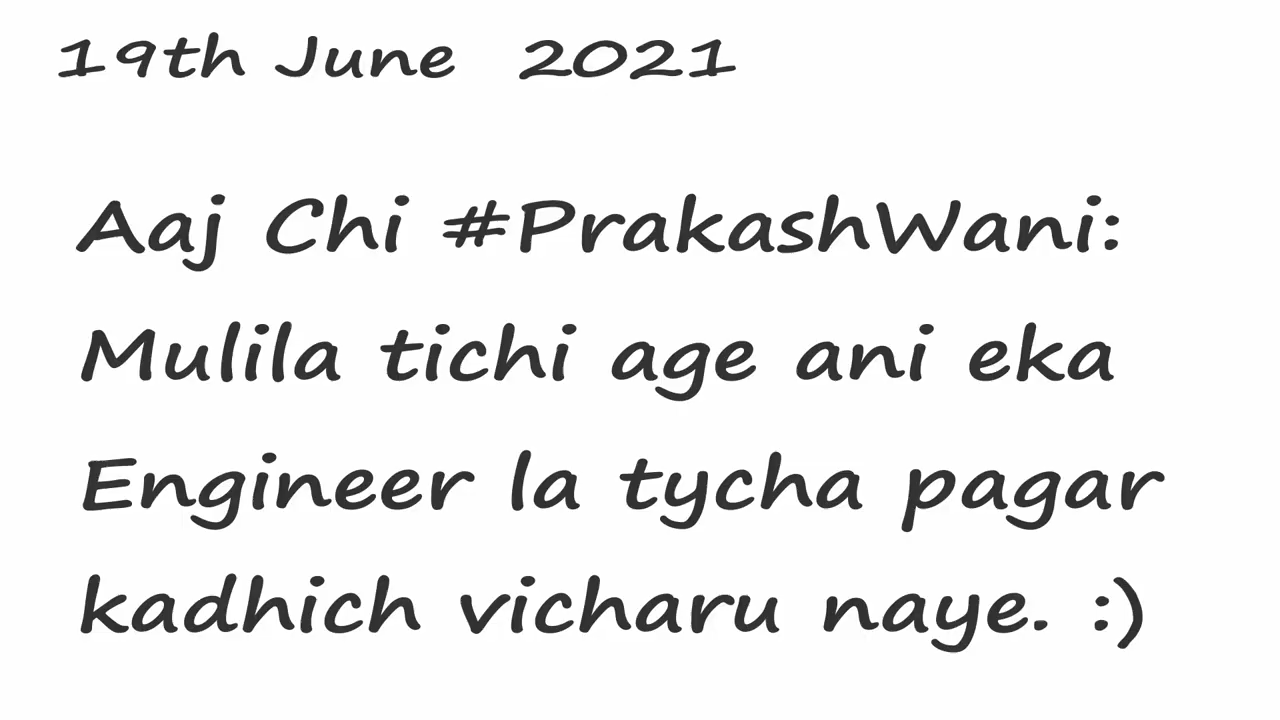 19th June 2021
Aaj Chi #PrakashWani:
Mulila tichi age ani eka
Engineer la tycha pagar
kadhich vicharu naye. :)